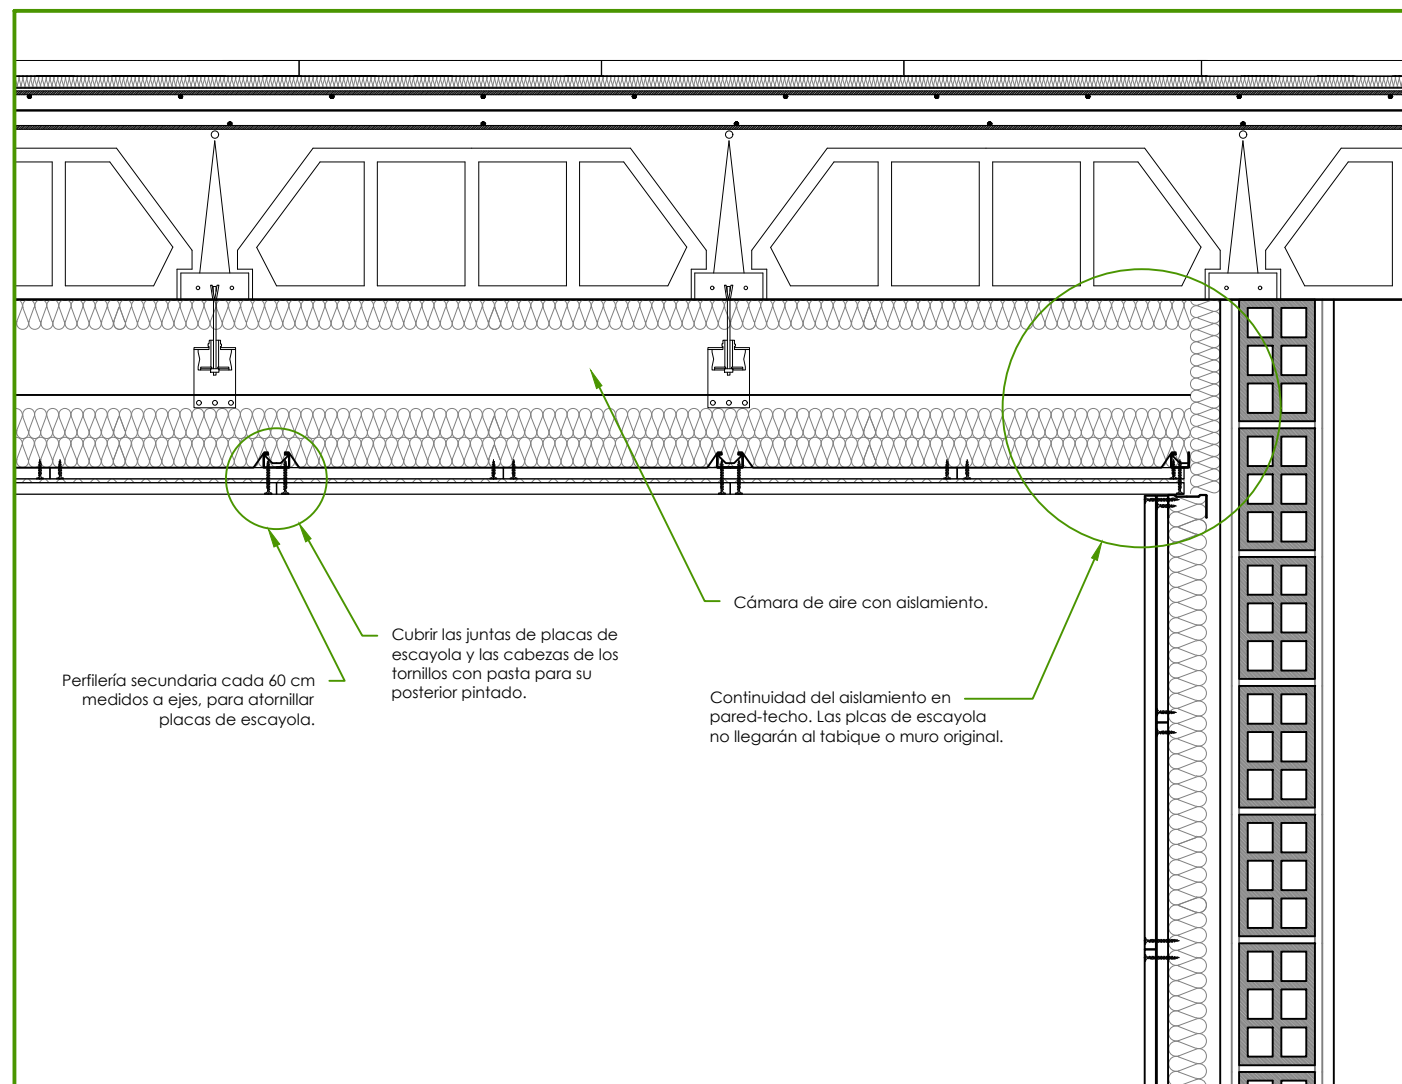 Cámara de aire con aislamiento.
Cubrir las juntas de placas de
escayola y las cabezas de los
tornillos con pasta para su
posterior pintado.
Perfilería secundaria cada 60 cm
medidos a ejes, para atornillar
placas de escayola.
Continuidad del aislamiento en
pared-techo. Las plcas de escayola
no llegarán al tabique o muro original.